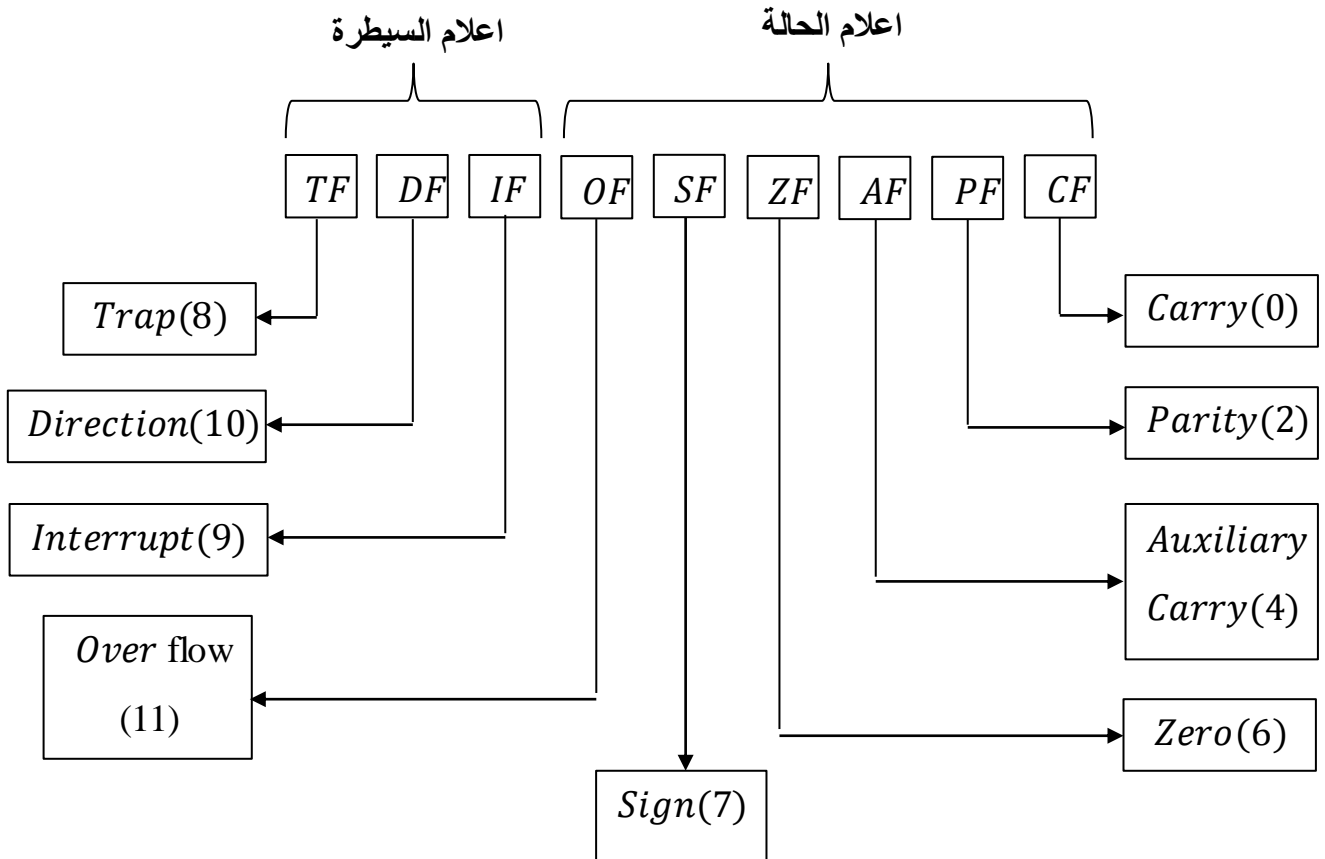 اعلام الحالة
اعلام السيطرة
TF DF IF OF SF ZF AF PF CF
Trap(8)
Carry(0)
Direction(10)
Parity(2)
Interrupt(9)
Auxiliary
Carry(4)
Over flow
(11)
Zero(6)
Sign(7)